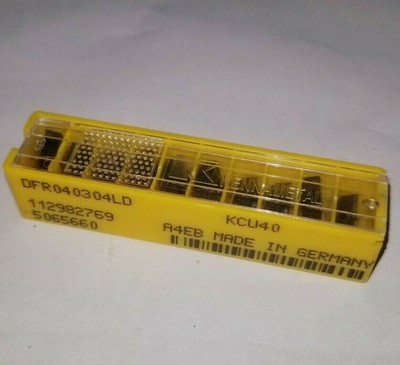 KENNAMETAL
DFR040304LD
112982769
5065660
KCU40
A4EB MADE IN GERMANY